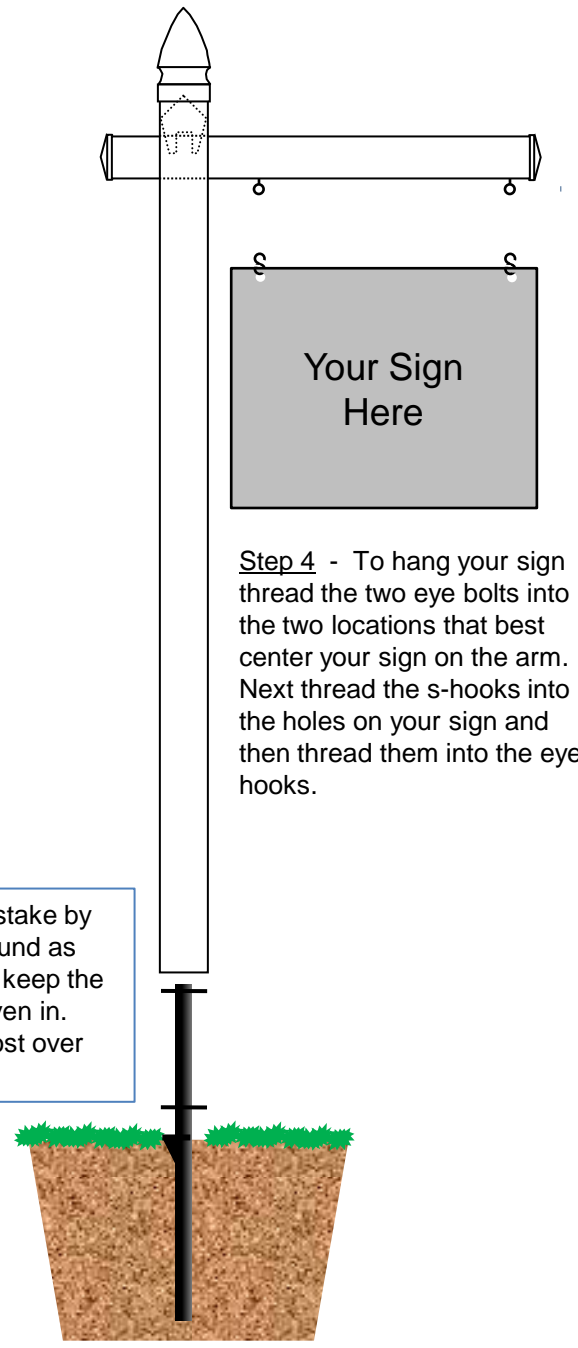 Your Sign
Here
Step 4 - To hang your sign
thread the two eye bolts into
the two locations that best
center your sign on the arm.
Next thread the s-hooks into
the holes on your sign and
then thread them into the eye
hooks.
stake by
und as
keep the
ven in.
ost over